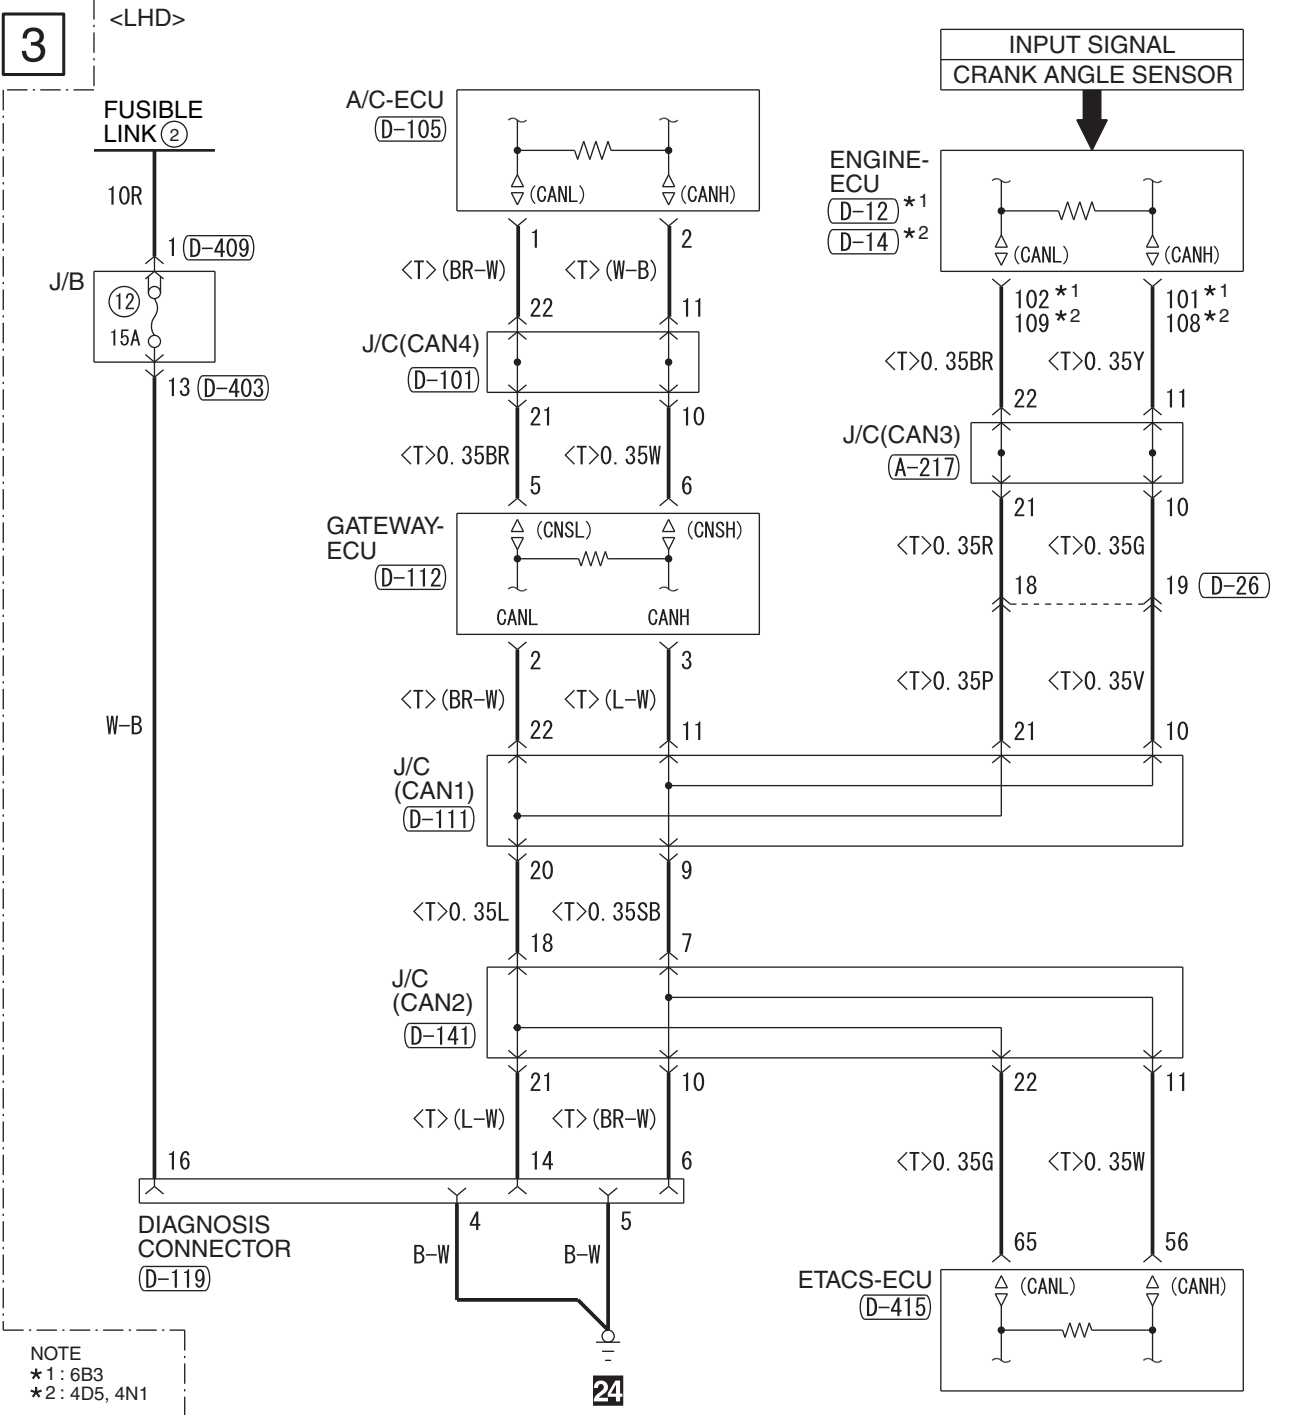 3
<LHD>
FUSIBLE
LINK ②
10R
1 (D-409)
J/B
⑫
15A
13 (D-403)
W-B
16
A/C-ECU
(D-105)
(CANL)
(CANH)
1
2
<T>(BR-W)
<T>(W-B)
22
11
J/C(CAN4)
(D-101)
21
10
<T>0.35BR
<T>0.35W
5
6
GATEWAY-
ECU
(D-112)
(CNSL)
(CNSH)
CANL
CANH
2
3
<T>(BR-W)
<T>(L-W)
22
11
INPUT SIGNAL
CRANK ANGLE SENSOR
ENGINE-
ECU
(D-12) *1
(D-14) *2
(CANL)
(CANH)
102 *1
109 *2
101 *1
108 *2
<T>0.35BR
<T>0.35Y
22
11
J/C(CAN3)
(A-217)
21
10
<T>0.35R
<T>0.35G
18
19 (D-26)
<T>0.35P
<T>0.35V
21
10
J/C
(CAN1)
(D-111)
20
9
<T>0.35L
<T>0.35SB
18
7
J/C
(CAN2)
(D-141)
21
10
22
11
<T>(L-W)
<T>(BR-W)
14
6
<T>0.35G
<T>0.35W
65
56
DIAGNOSIS
CONNECTOR
(D-119)
4
5
B-W
B-W
24
ETACS-ECU
(D-415)
(CANL)
(CANH)
NOTE
*1 : 6B3
*2 : 4D5, 4N1